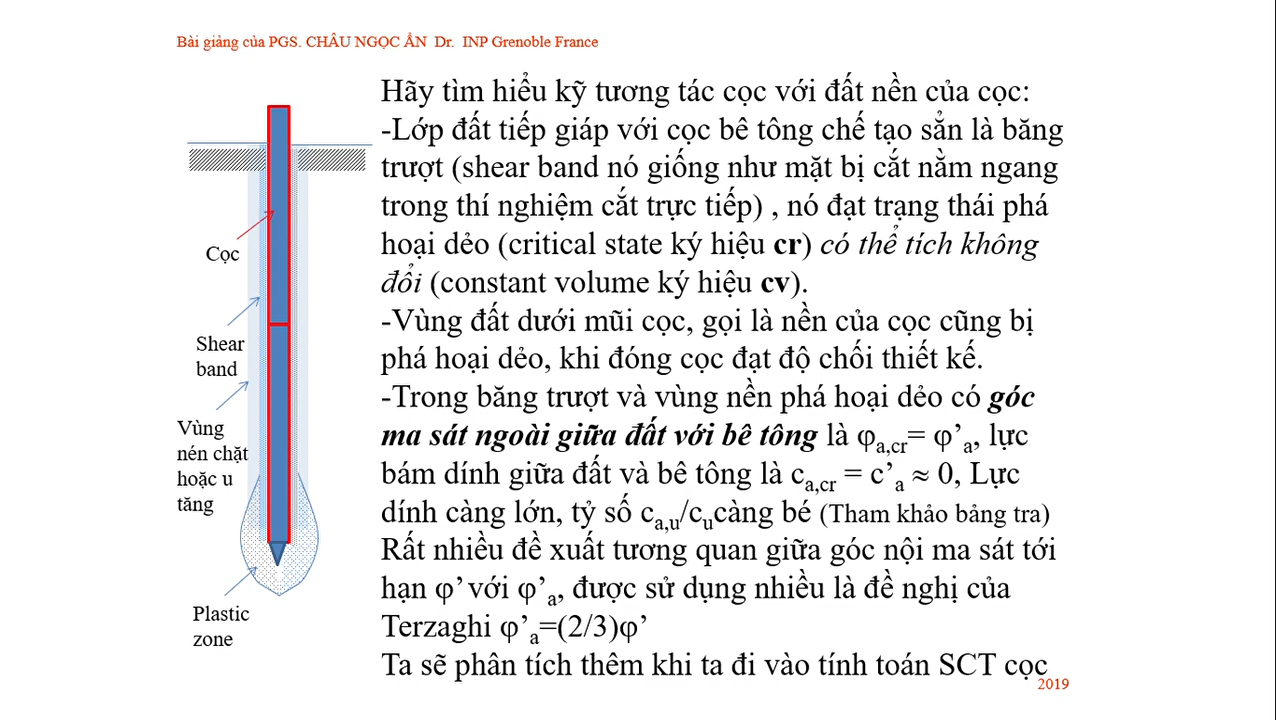 Bài giảng của PGS. CHÂU NGỌC ẨN Dr. INP Grenoble France
Hãy tìm hiểu kỹ tương tác cọc với đất nền của cọc:
-Lớp đất tiếp giáp với cọc bê tông chế tạo sẳn là băng
trượt (shear band nó giống như mặt bị cắt nằm ngang
trong thí nghiệm cắt trực tiếp) , nó đạt trạng thái phá
hoại dẻo (critical state ký hiệu cr) có thể tích không
đổi (constant volume ký hiệu cv).
-Vùng đất dưới mũi cọc, gọi là nền của cọc cũng bị
phá hoại dẻo, khi đóng cọc đạt độ chối thiết kế.
-Trong băng trượt và vùng nền phá hoại dẻo có góc
ma sát ngoài giữa đất với bê tông là φa,cr= φ’a, lực
bám dính giữa đất và bê tông là ca,cr = c’a ≈ 0, Lực
dính càng lớn, tỷ số ca,u/cucàng bé (Tham khảo bảng tra)
Rất nhiều đề xuất tương quan giữa góc nội ma sát tới
hạn φ’ với φ’a, được sử dụng nhiều là đề nghị của
Terzaghi φ’a=(2/3)φ’
Ta sẽ phân tích thêm khi ta đi vào tính toán SCT cọc
Cọc
Shear
band
Vùng
nén chặt
hoặc u
tăng
Plastic
zone
2019